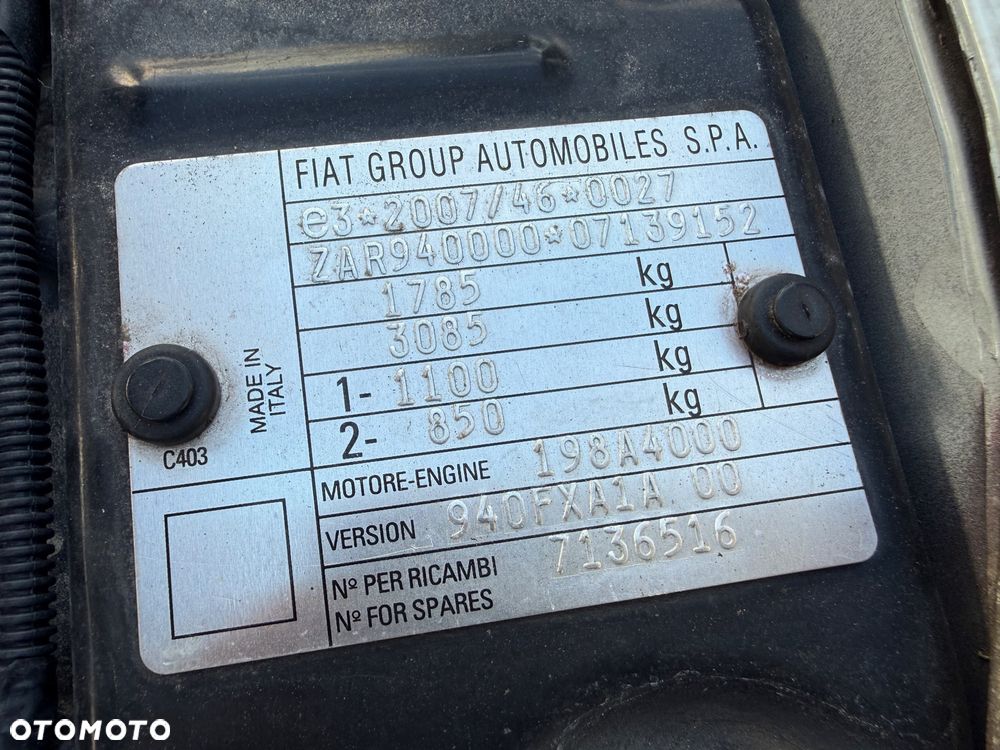 FIAT GROUP AUTOMOBILES S.P.A.
e3*2007/46*0027
ZAR940000*07139152
1785 kg
3085 kg
1- 1100 kg
2- 850 kg
MOTORE-ENGINE 198A4000
VERSION 940FXA1A 00
Nº PER RICAMBI
Nº FOR SPARES 7136516
MADE IN
ITALY
C403
OTOMOTO